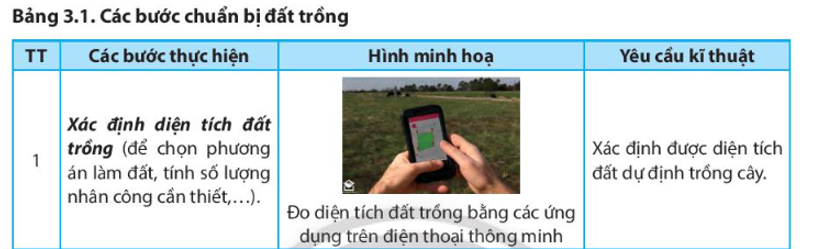 Bảng 3.1. Các bước chuẩn bị đất trồng
TT
Các bước thực hiện
Hình minh hoạ
Yêu cầu kĩ thuật
1
Xác định diện tích đất
trồng (để chọn phương
án làm đất, tính số lượng
nhân công cần thiết,...).
Đo diện tích đất trồng bằng các ứng
dụng trên điện thoại thông minh
Xác định được diện tích
đất dự định trồng cây.